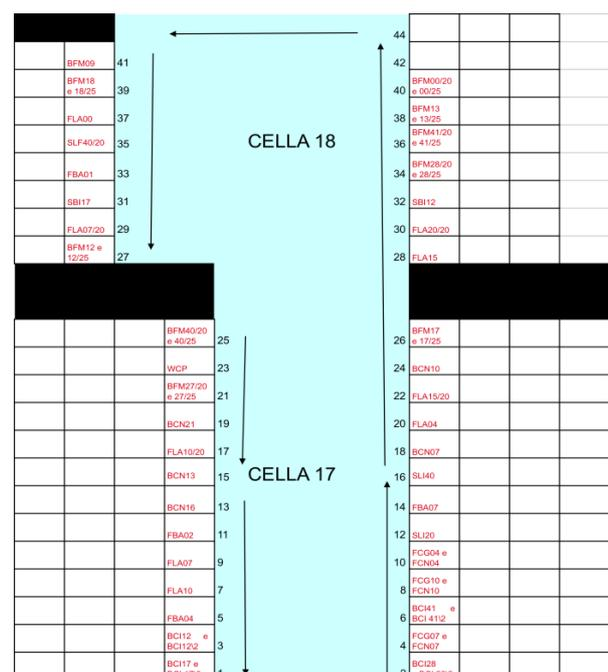 44
BFM09 41 42
BFM18
e 18/25 39 40 BFM00/20
e 00/25
FLA00 37 38 BFM13
e 13/25
SLF40/20 35 CELLA 18 36 BFM41/20
e 41/25
FBA01 33 34 BFM28/20
e 28/25
SBI17 31 32 SBI12
FLA07/20 29 30 FLA20/20
BFM12 e
12/25 27 28 FLA15
BFM40/20
e 40/25 25 26 BFM17
e 17/25
WCP 23 24 BCN10
BFM27/20
e 27/25 21 22 FLA15/20
BCN21 19 20 FLA04
FLA10/20 17 18 BCN07
BCN13 15 CELLA 17 16 SLI40
BCN16 13 14 FBA07
FBA02 11 12 SLI20
FLA07 9 10 FCG04 e
FCN04
FLA10 7 8 FCG10 e
FCN10
FBA04 5 6 BCI41 e
BCI 41\2
BCI12 e
BCI12\2 3 4 FCG07 e
FCN07
BCI17 e BCI28